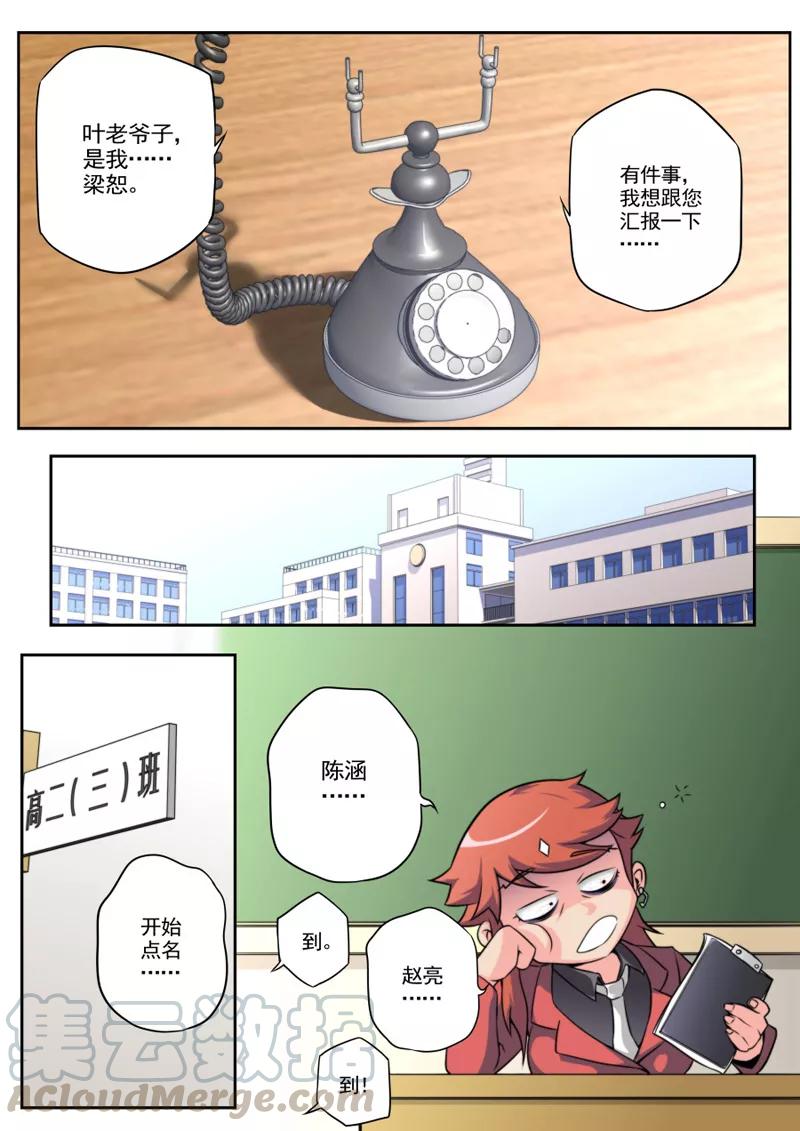 叶老爷子，
是我……
梁恕。
有件事，
我想跟您
汇报一下
……
高二(三)班
开始
点名
……
陈涵
……
到。
赵亮
……
到！
集云数据
ACloudMerge.com